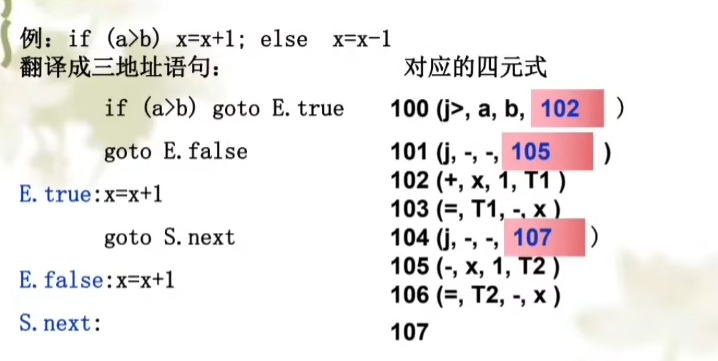 例：if (a>b) x=x+1; else x=x-1
翻译成三地址语句：
if (a>b) goto E.true
goto E.false
E.true:x=x+1
goto S.next
E.false:x=x+1
S.next:
对应的四元式
100 (j>, a, b, 102 )
101 (j, -, -, 105 )
102 (+, x, 1, T1 )
103 (=, T1, -, x )
104 (j, -, -, 107 )
105 (-, x, 1, T2 )
106 (=, T2, -, x )
107